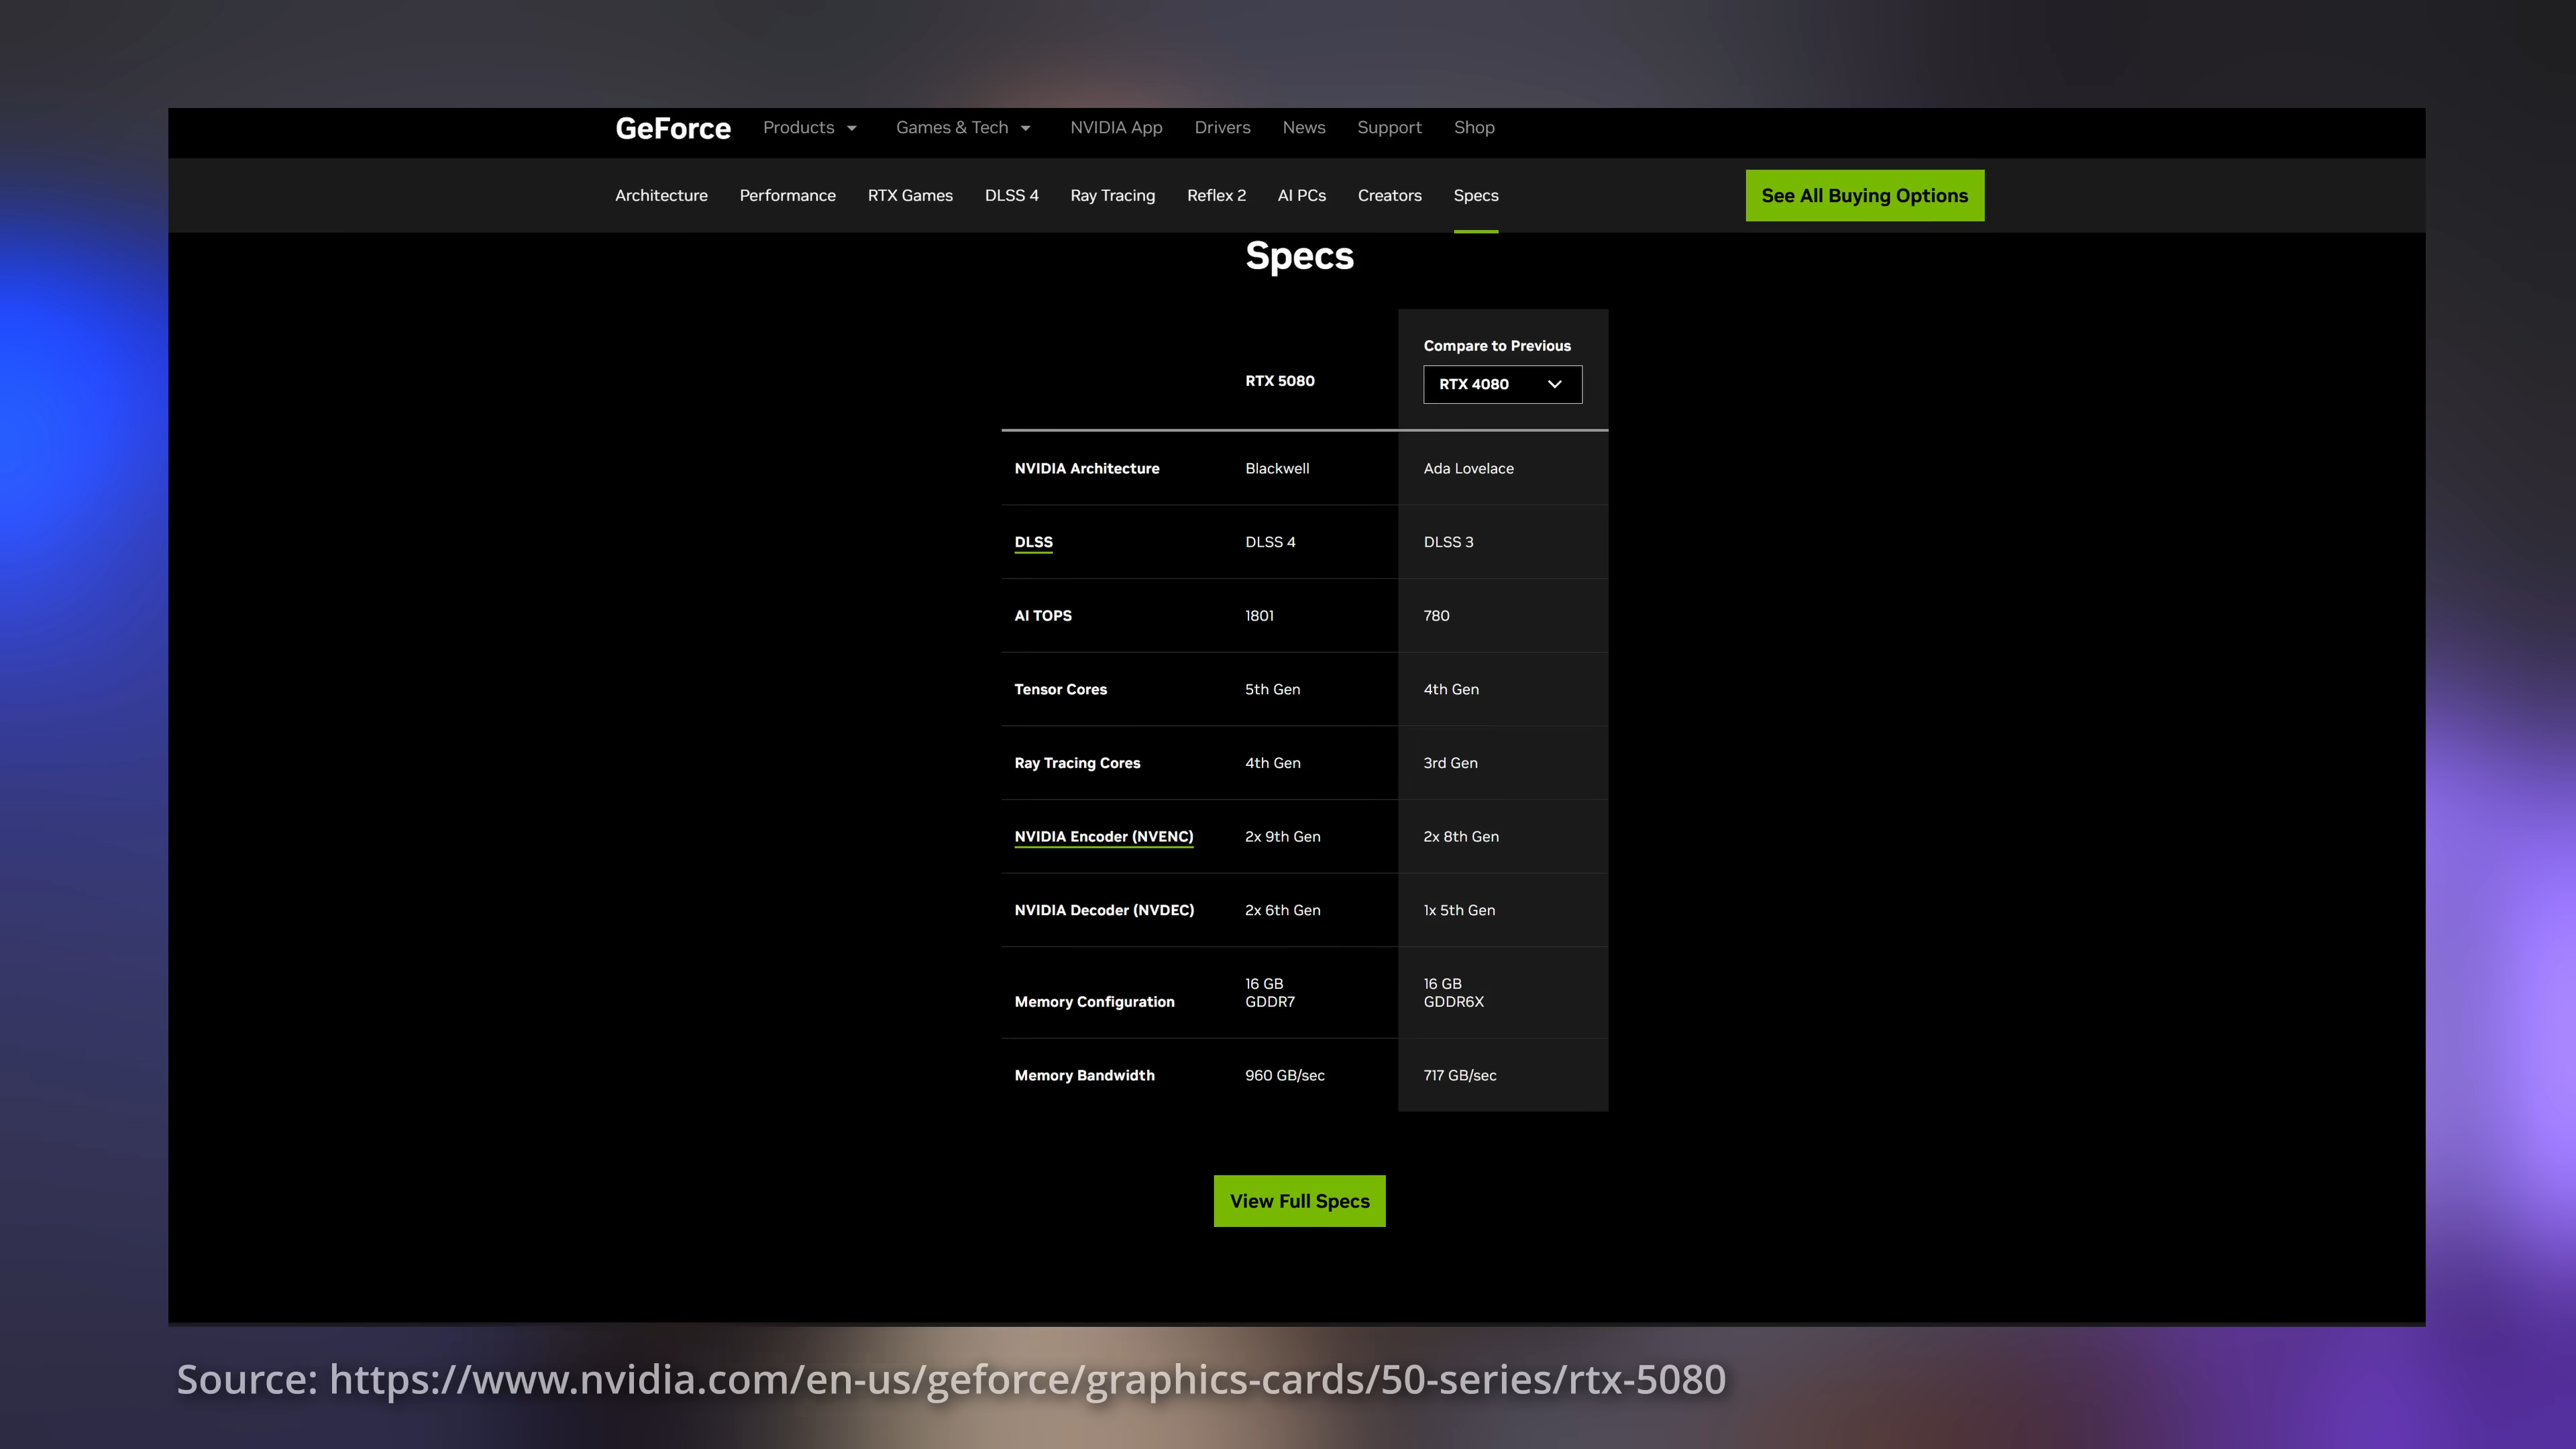 GeForce Products Games & Tech NVIDIA App Drivers News Support Shop
Architecture Performance RTX Games DLSS 4 Ray Tracing Reflex 2 AI PCs Creators Specs See All Buying Options
Specs
Compare to Previous
RTX 5080 RTX 4080
NVIDIA Architecture Blackwell Ada Lovelace
DLSS DLSS 4 DLSS 3
AI TOPS 1801 780
Tensor Cores 5th Gen 4th Gen
Ray Tracing Cores 4th Gen 3rd Gen
NVIDIA Encoder (NVENC) 2x 9th Gen 2x 8th Gen
NVIDIA Decoder (NVDEC) 2x 6th Gen 1x 5th Gen
16 GB 16 GB
Memory Configuration GDDR7 GDDR6X
Memory Bandwidth 960 GB/sec 717 GB/sec
View Full Specs
Source: https://www.nvidia.com/en-us/geforce/graphics-cards/50-series/rtx-5080